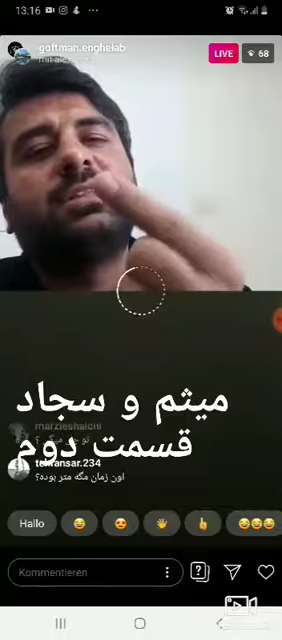 13:16
goftman.enghelab
LIVE
68
میثم و سجاد
marzieshalchi
قسمت دوم
tehransar.234
اون زمان مگه متر بوده؟
Hallo
Kommentieren